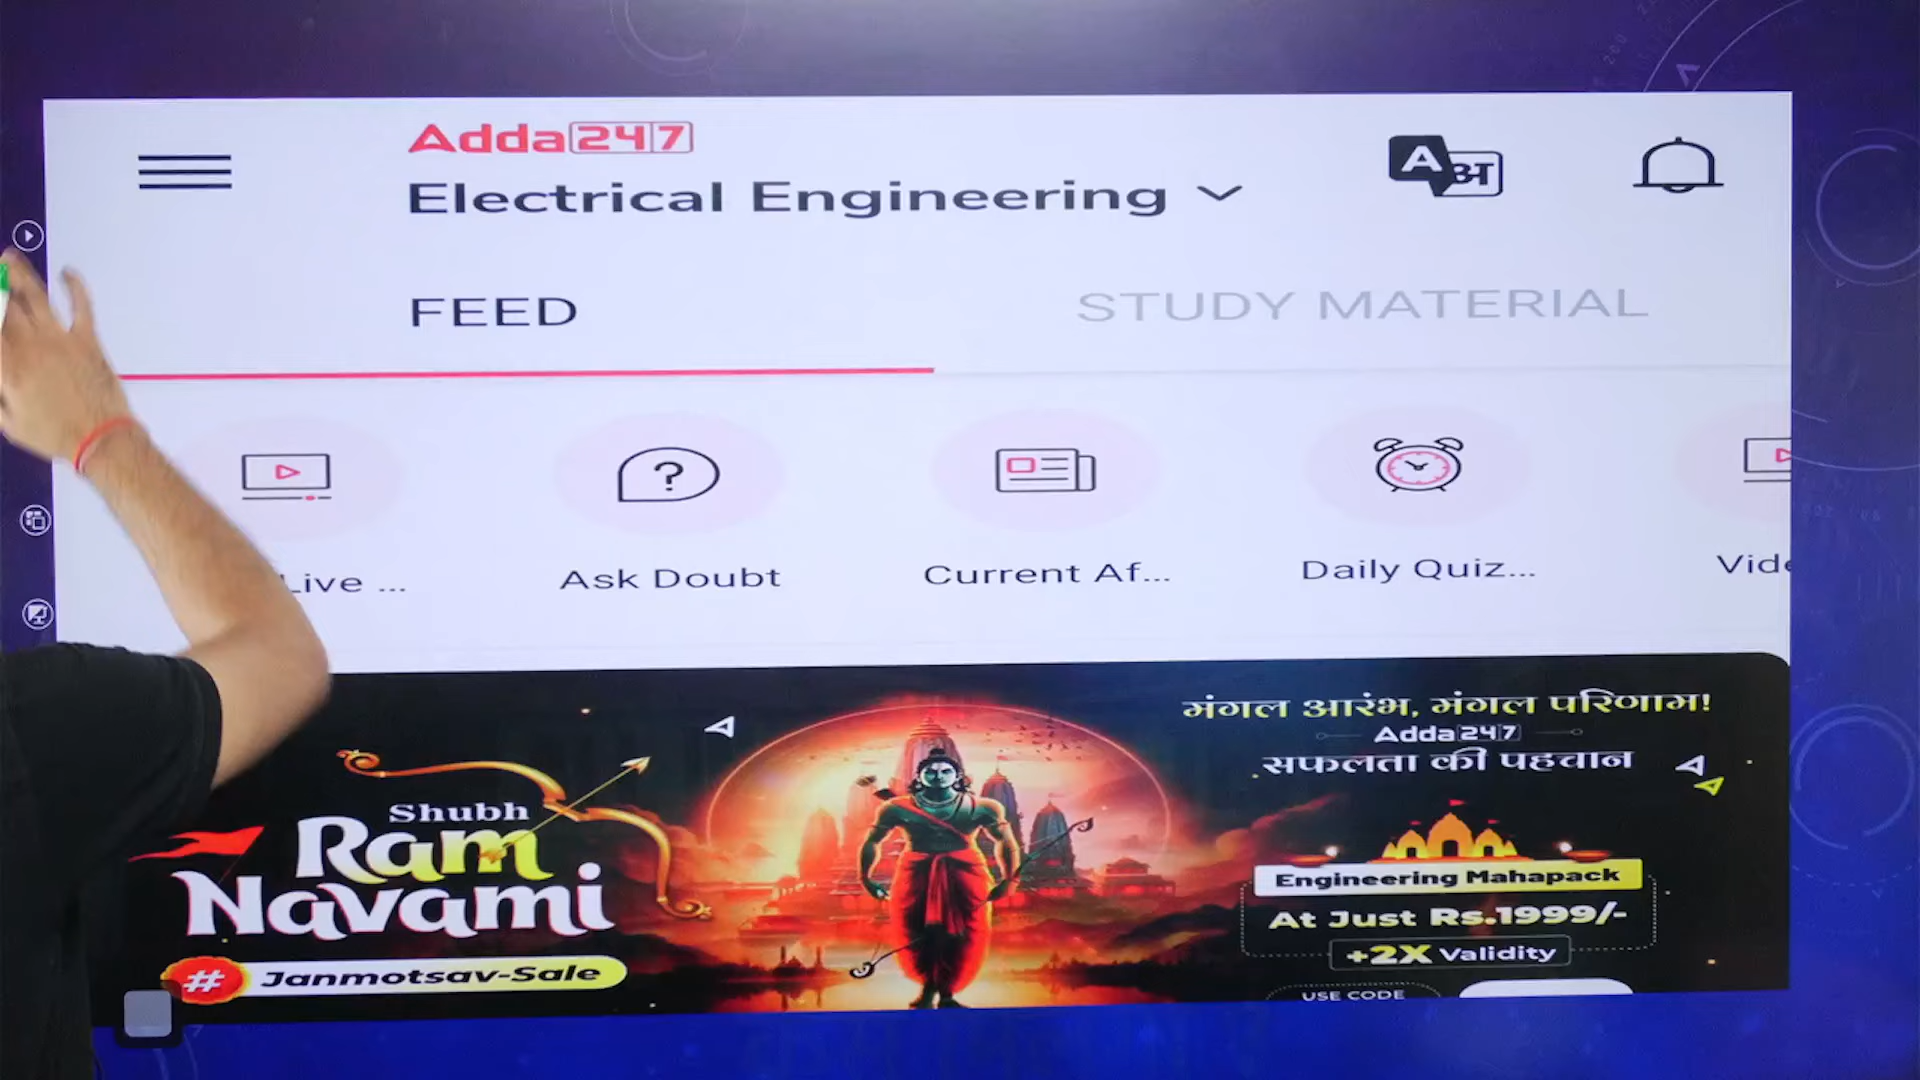 Adda247
Electrical Engineering
A अ
FEED
STUDY MATERIAL
Live ...
Ask Doubt
Current Af...
Daily Quiz...
मंगल आरंभ, मंगल परिणाम!
Adda247
सफलता की पहचान
Shubh
Ram
Navami
# Janmotsav-Sale
Engineering Mahapack
At Just Rs.1999/-
+2X Validity
USE CODE